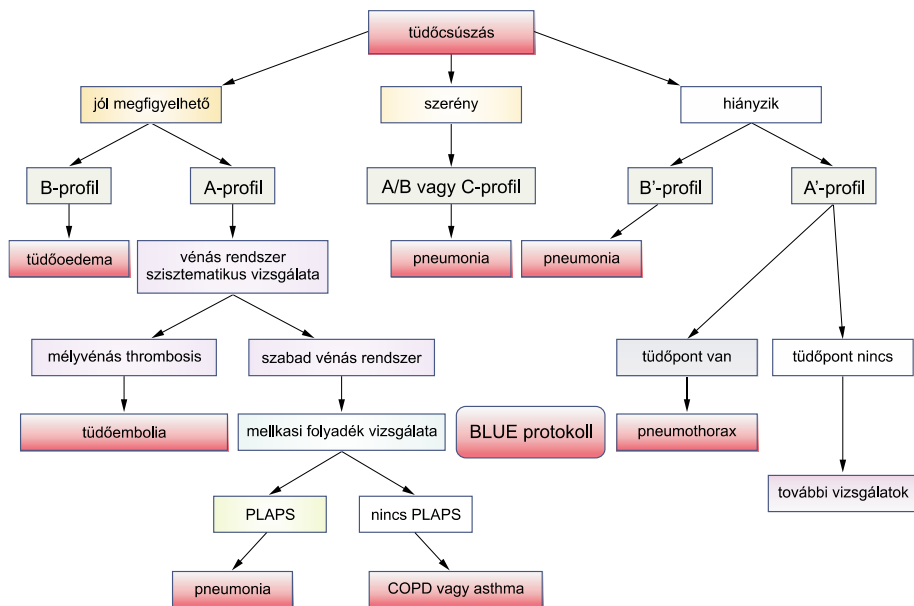 tüdőcsúszás
jól megfigyelhető
szerény
hiányzik
B-profil
A-profil
A/B vagy C-profil
B'-profil
A'-profil
tüdőoedema
vénás rendszer
szisztematikus vizsgálata
pneumonia
pneumonia
mélyvénás thrombosis
szabad vénás rendszer
tüdőpont van
tüdőpont nincs
tüdőembolia
mellkasi folyadék vizsgálata
BLUE protokoll
pneumothorax
további vizsgálatok
PLAPS
nincs PLAPS
pneumonia
COPD vagy asthma